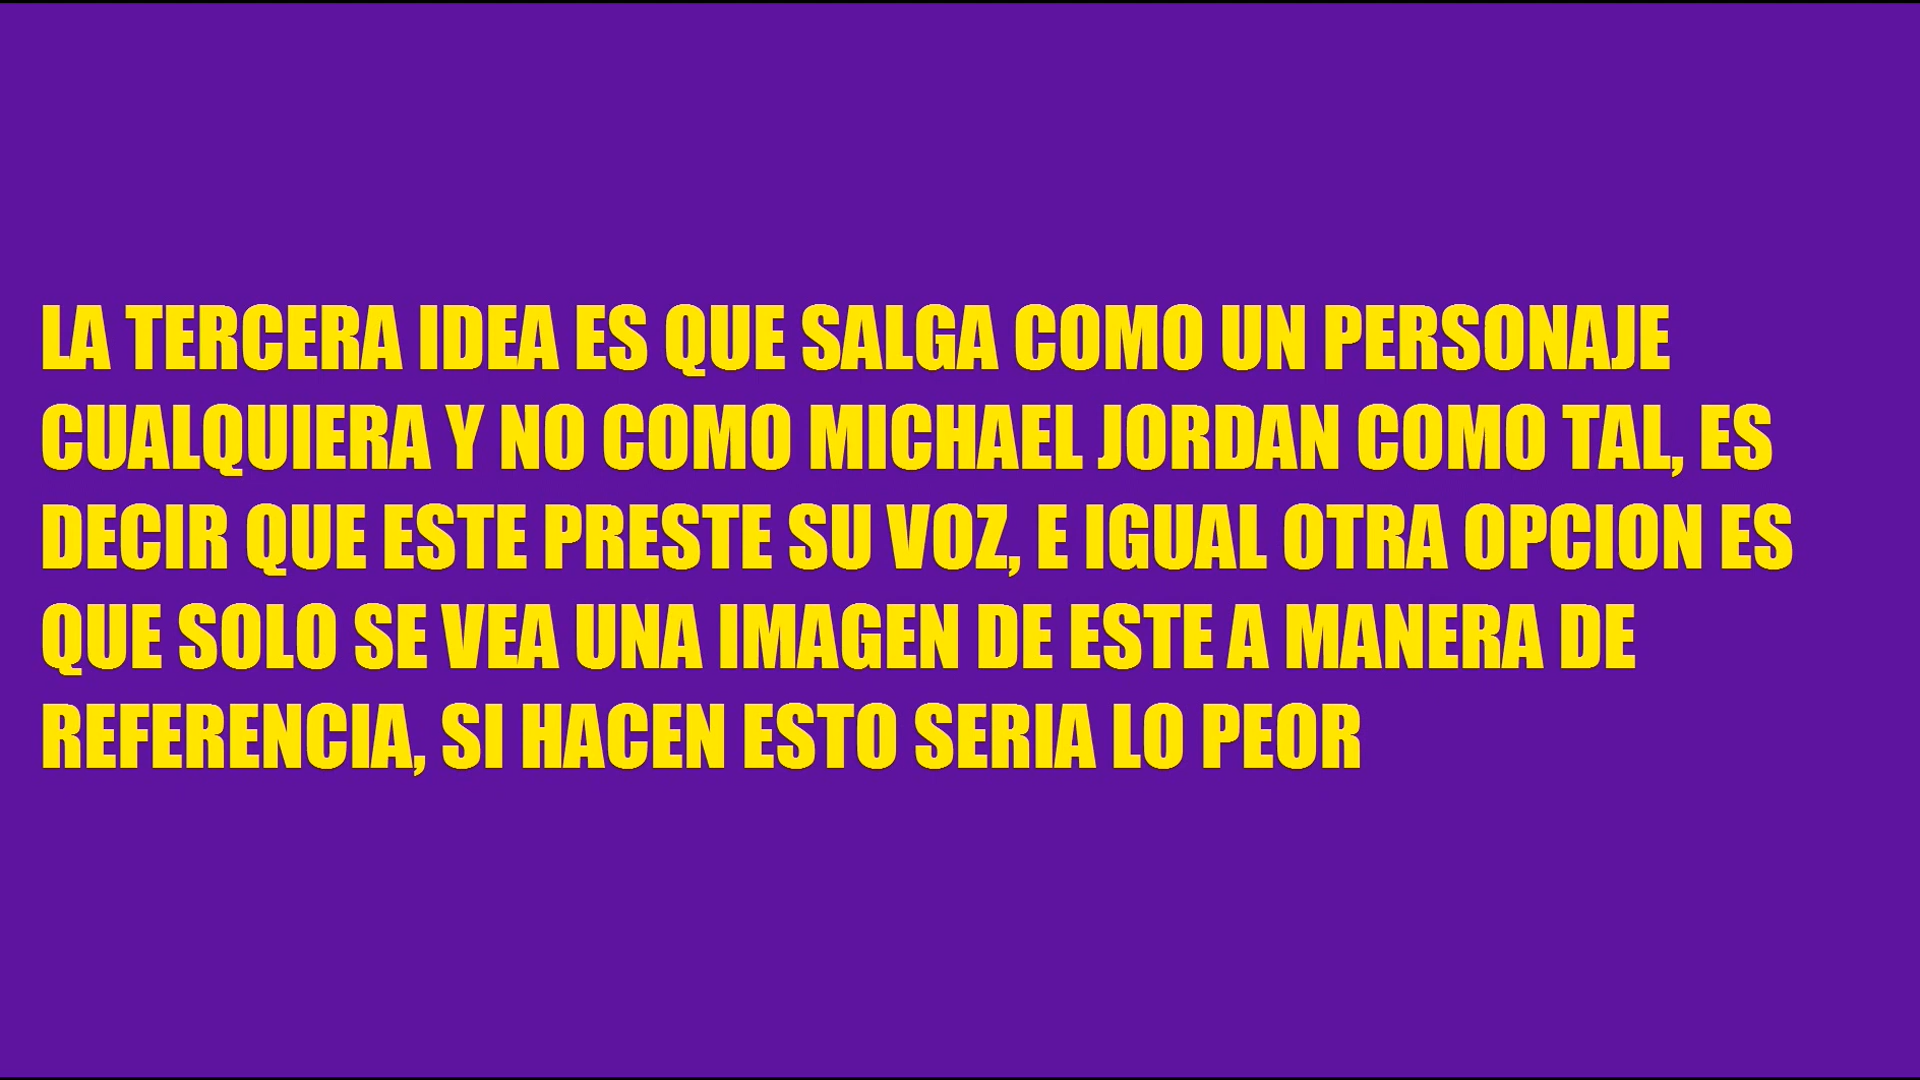 LA TERCERA IDEA ES QUE SALGA COMO UN PERSONAJE
CUALQUIERA Y NO COMO MICHAEL JORDAN COMO TAL, ES
DECIR QUE ESTE PRESTE SU VOZ, E IGUAL OTRA OPCION ES
QUE SOLO SE VEA UNA IMAGEN DE ESTE A MANERA DE
REFERENCIA, SI HACEN ESTO SERIA LO PEOR